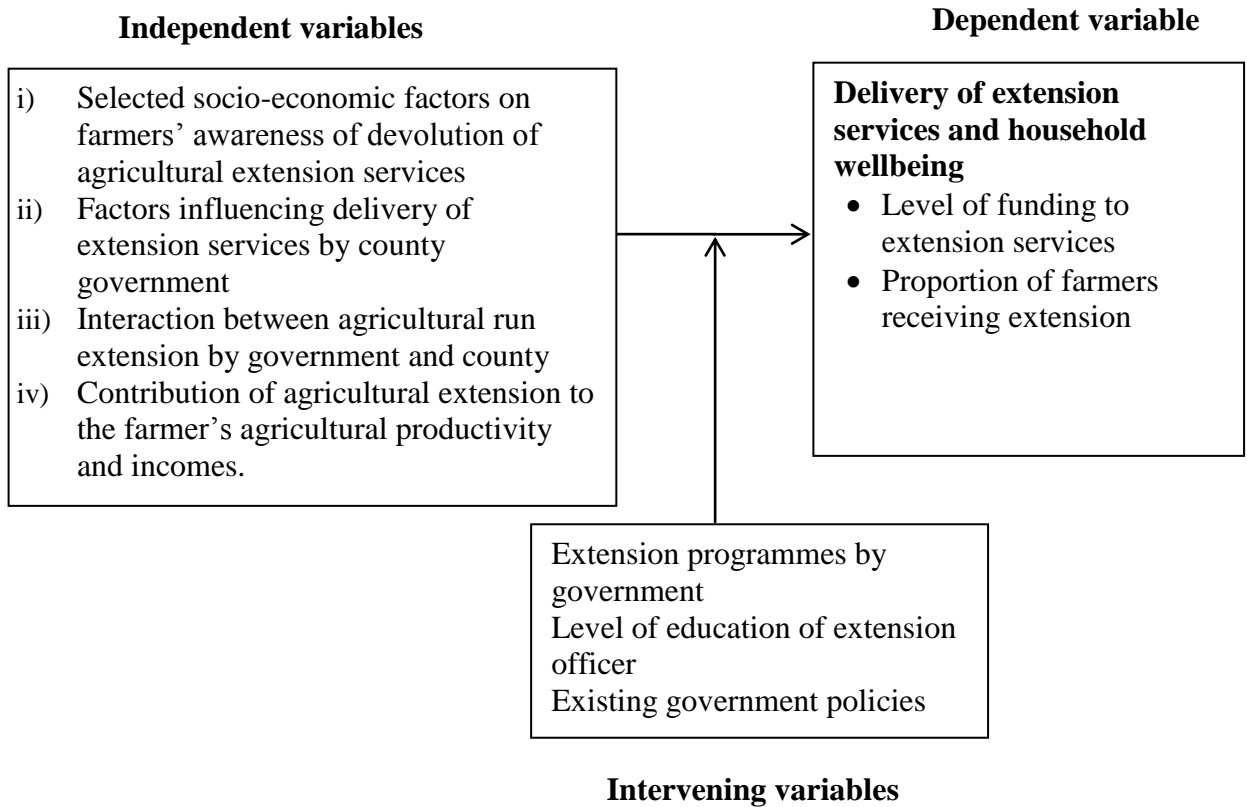 Independent variables
Dependent variable
i) Selected socio-economic factors on
farmers’ awareness of devolution of
agricultural extension services
ii) Factors influencing delivery of
extension services by county
government
iii) Interaction between agricultural run
extension by government and county
iv) Contribution of agricultural extension to
the farmer’s agricultural productivity
and incomes.
Delivery of extension
services and household
wellbeing
• Level of funding to
extension services
• Proportion of farmers
receiving extension
Extension programmes by
government
Level of education of extension
officer
Existing government policies
Intervening variables